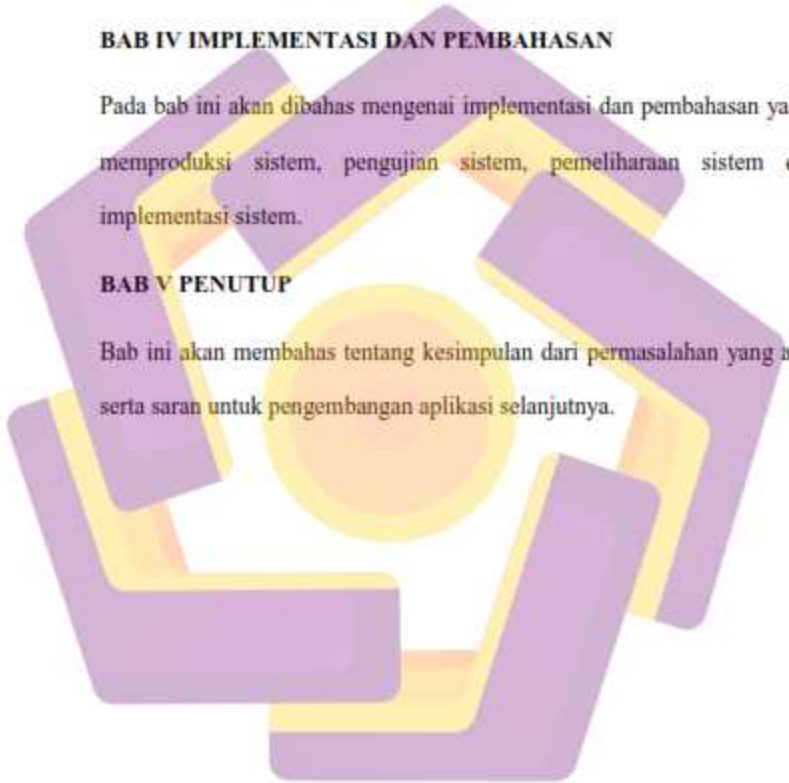 BAB IV IMPLEMENTASI DAN PEMBAHASAN
Pada bab ini akan dibahas mengenai implementasi dan pembahasan
memproduksi sistem, pengujian sistem, pemeliharaan sistem
implementasi sistem.
BAB V PENUTUP
Bab ini akan membahas tentang kesimpulan dari permasalahan yang
serta saran untuk pengembangan aplikasi selanjutnya.